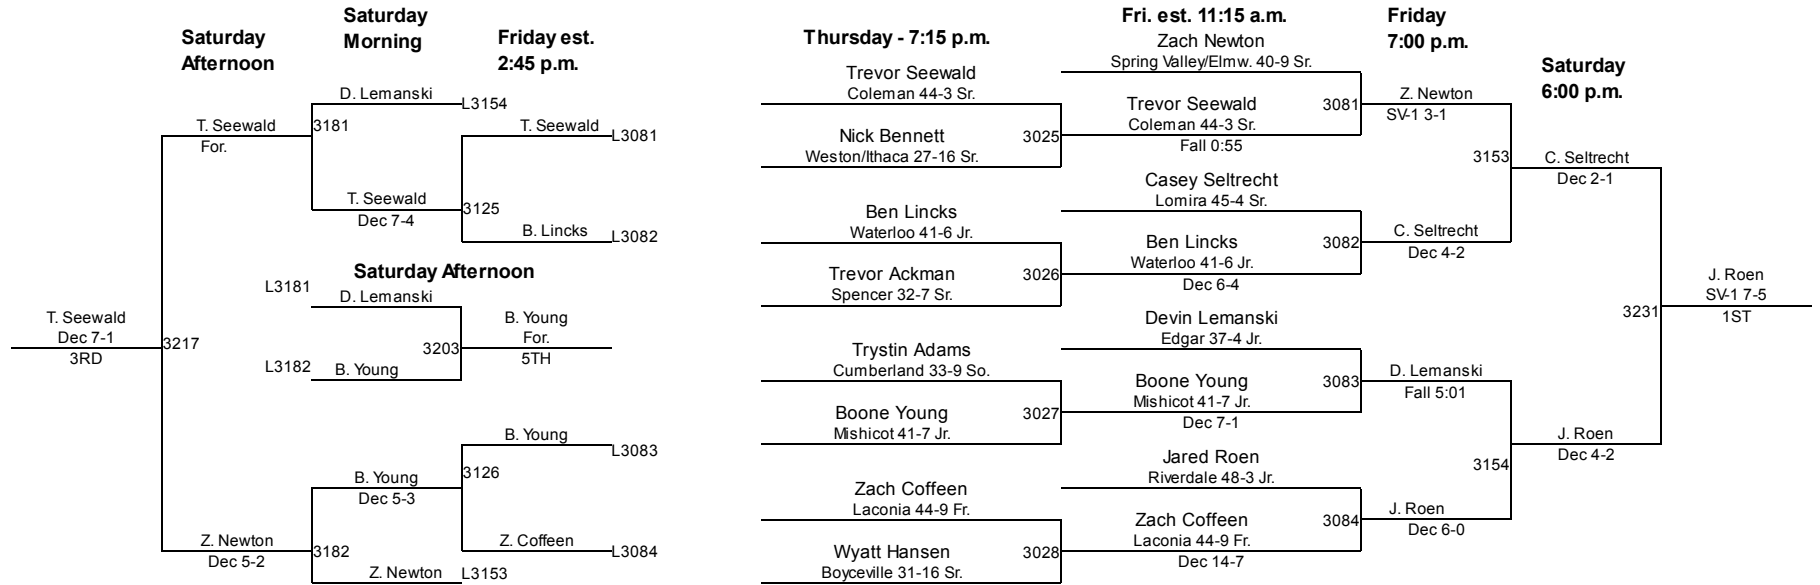 Saturday
Afternoon
Saturday
Morning
Friday est.
2:45 p.m.
D. Lemanski
L3154
T. Seewald
For.
3181
T. Seewald
L3081
T. Seewald
Dec 7-4
3125
B. Lincks
L3082
Saturday Afternoon
L3181
D. Lemanski
T. Seewald
Dec 7-1
3RD
3217
3203
B. Young
For.
5TH
L3182
B. Young
B. Young
L3083
B. Young
Dec 5-3
3126
Z. Newton
Dec 5-2
3182
Z. Coffeen
L3084
Z. Newton
L3153
Thursday - 7:15 p.m.
Trevor Seewald
Coleman 44-3 Sr.
Nick Bennett
Weston/Ithaca 27-16 Sr.
3025
Ben Lincks
Waterloo 41-6 Jr.
Trevor Ackman
Spencer 32-7 Sr.
3026
Trystin Adams
Cumberland 33-9 So.
Boone Young
Mishicot 41-7 Jr.
3027
Zach Coffeen
Laconia 44-9 Fr.
Wyatt Hansen
Boyceville 31-16 Sr.
3028
Fri. est. 11:15 a.m.
Zach Newton
Spring Valley/Elmw. 40-9 Sr.
Trevor Seewald
Coleman 44-3 Sr.
Fall 0:55
3081
Casey Seltrecht
Lomira 45-4 Sr.
Ben Lincks
Waterloo 41-6 Jr.
Dec 6-4
3082
Devin Lemanski
Edgar 37-4 Jr.
Boone Young
Mishicot 41-7 Jr.
Dec 7-1
3083
Jared Roen
Riverdale 48-3 Jr.
Zach Coffeen
Laconia 44-9 Fr.
Dec 14-7
3084
Friday
7:00 p.m.
Z. Newton
SV-1 3-1
3153
C. Seltrecht
Dec 4-2
D. Lemanski
Fall 5:01
3154
J. Roen
Dec 6-0
Saturday
6:00 p.m.
C. Seltrecht
Dec 2-1
3231
J. Roen
Dec 4-2
J. Roen
SV-1 7-5
1ST